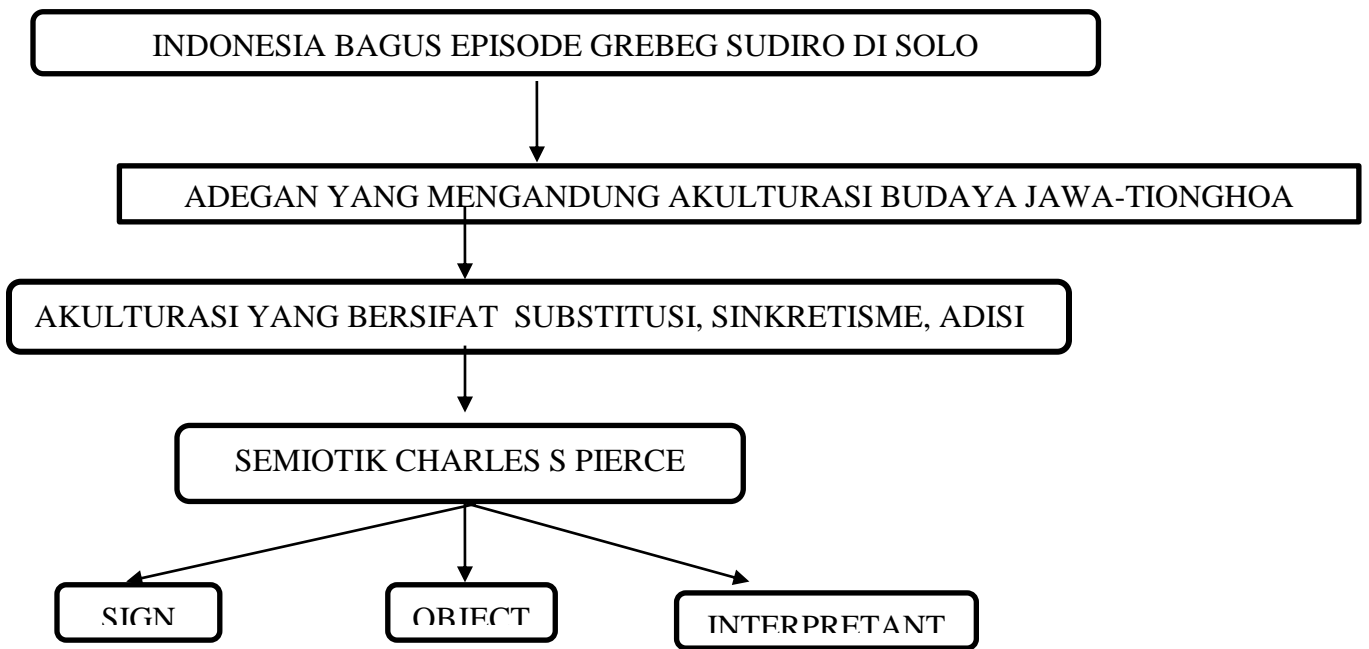 INDONESIA BAGUS EPISODE GREBEG SUDIRO DI SOLO
ADEGAN YANG MENGANDUNG AKULTURASI BUDAYA JAWA-TIONGHOA
AKULTURASI YANG BERSIFAT SUBSTITUSI, SINKRETISME, ADISI
SEMIOTIK CHARLES S PIERCE
SIGN
OBJECT
INTERPRETANT